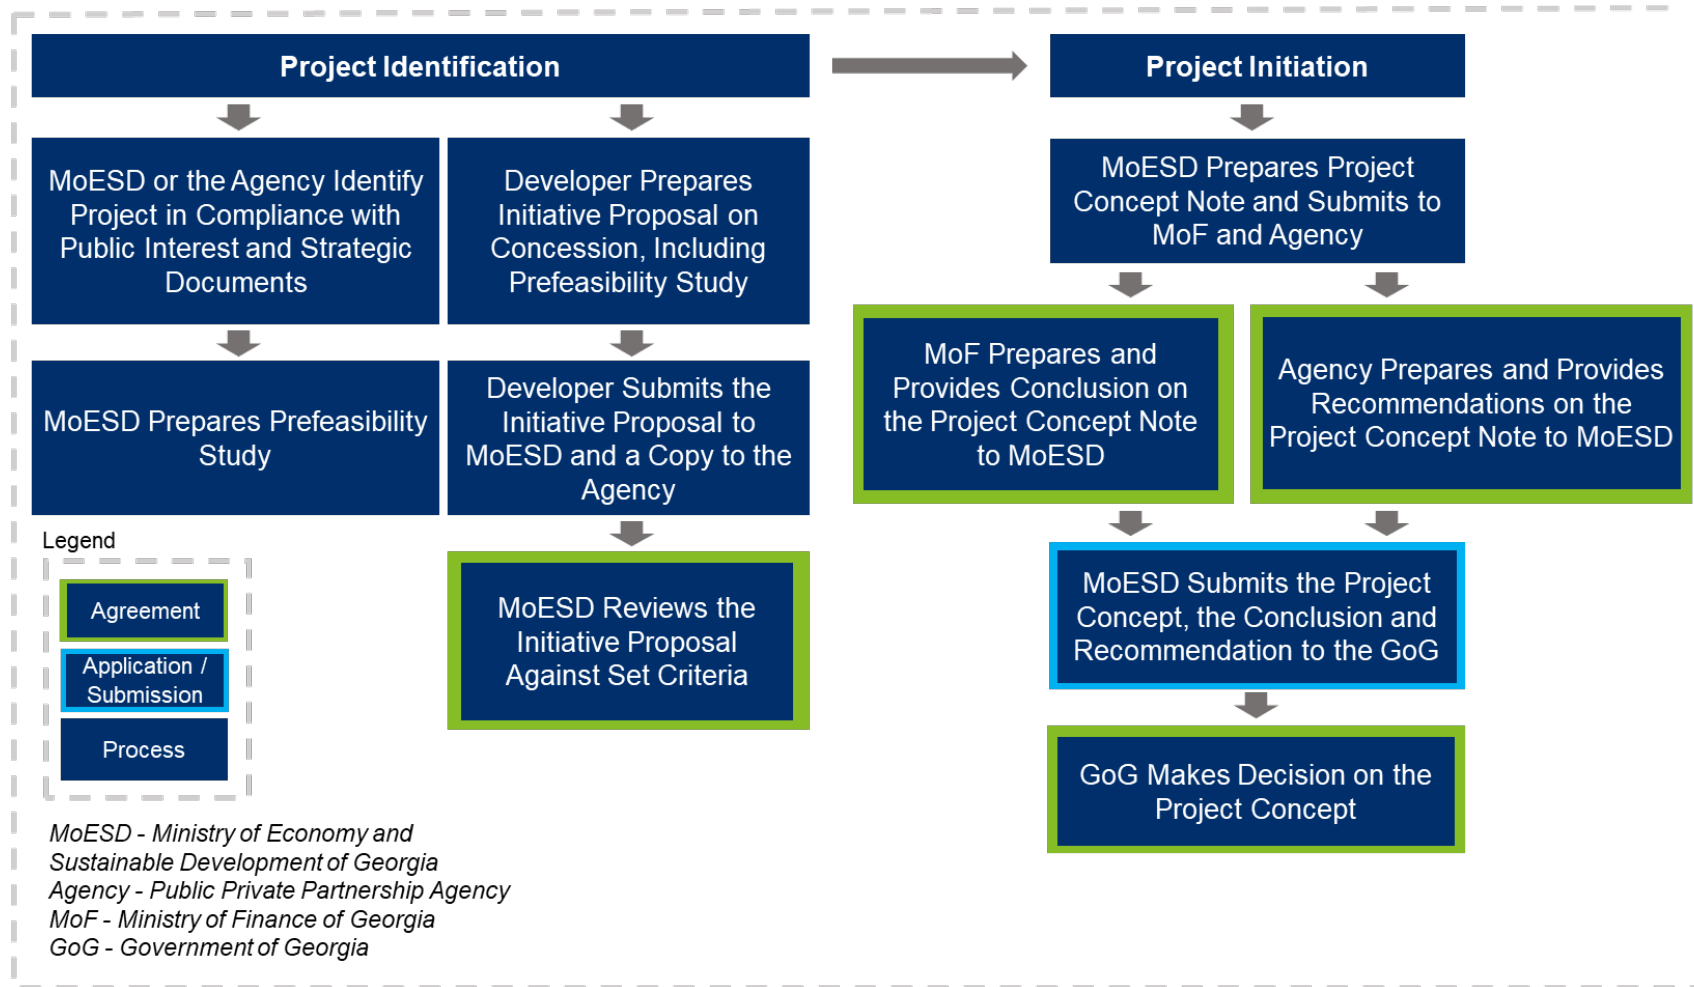 Project Identification
Project Initiation
MoESD or the Agency Identify
Project in Compliance with
Public Interest and Strategic
Documents
Developer Prepares
Initiative Proposal on
Concession, Including
Prefeasibility Study
MoESD Prepares Prefeasibility
Study
Developer Submits the
Initiative Proposal to
MoESD and a Copy to the
Agency
MoESD Reviews the
Initiative Proposal
Against Set Criteria
MoESD Prepares Project
Concept Note and Submits to
MoF and Agency
MoF Prepares and
Provides Conclusion on
the Project Concept Note
to MoESD
Agency Prepares and Provides
Recommendations on the
Project Concept Note to MoESD
MoESD Submits the Project
Concept, the Conclusion and
Recommendation to the GoG
GoG Makes Decision on the
Project Concept
Legend
Agreement
Application /
Submission
Process
MoESD - Ministry of Economy and
Sustainable Development of Georgia
Agency - Public Private Partnership Agency
MoF - Ministry of Finance of Georgia
GoG - Government of Georgia